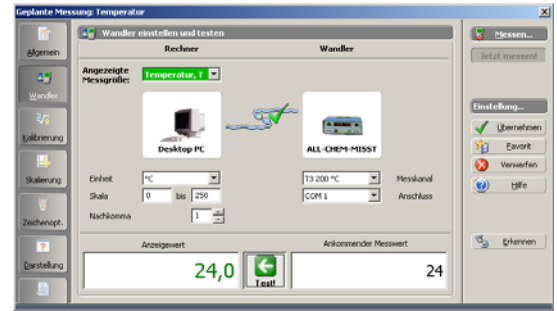 Geplante Messung: Temperatur
Allgemein
Wandler
Kalibrierung
Skalierung
Zeichenopt.
Darstellung
Wandler einstellen und testen
Rechner
Wandler
Angezeigte
Messgröße:
Temperatur, T
Desktop PC
ALL-CHEM-MISST
Einheit
°C
T3 200 °C
Messkanal
Skala
0
bis
250
COM 1
Anschluss
Nachkomma
1
Anzeigewert
Ankommender Messwert
24,0
Test!
24
Messen...
Jetzt messen!
Einstellung...
Übernehmen
Favorit
Verwerfen
Hilfe
Erkennen